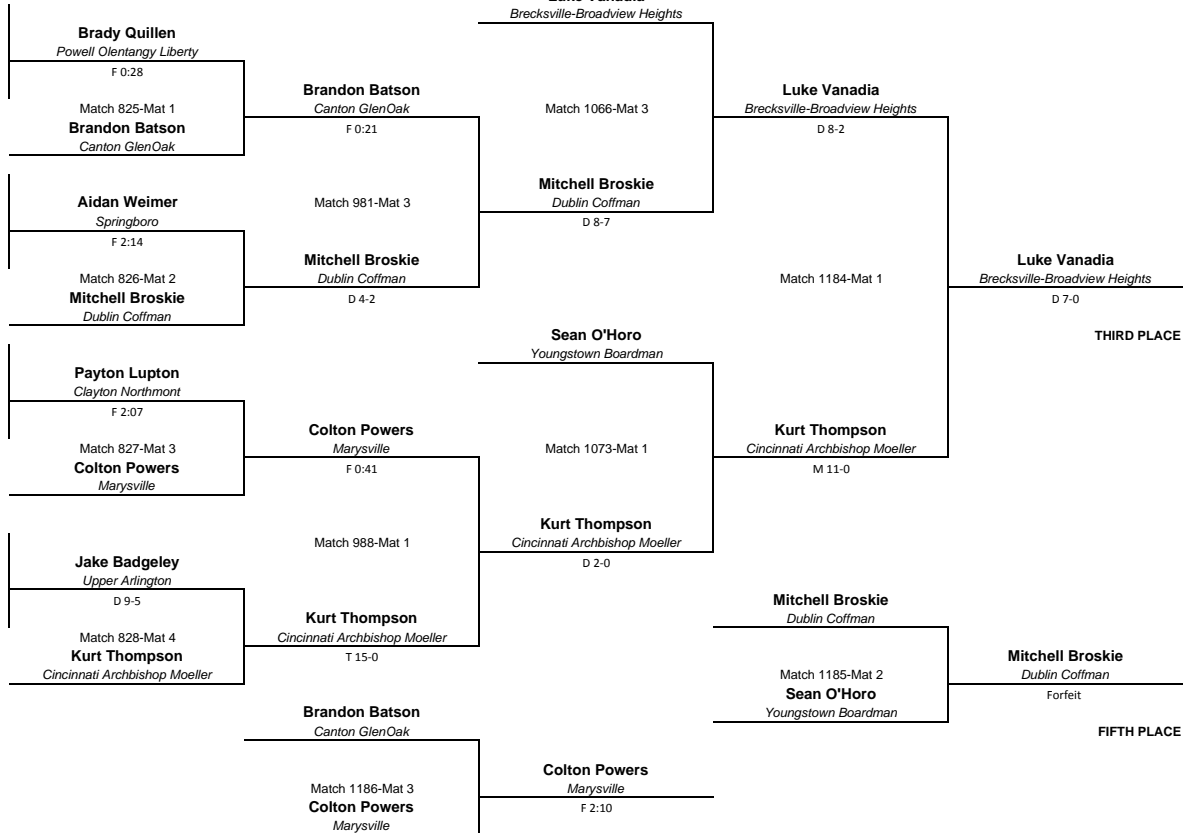 Luke Vanadia
Brecksville-Broadview Heights
Brady Quillen
Powell Olentangy Liberty
F 0:28
Match 825-Mat 1
Brandon Batson
Canton GlenOak
Brandon Batson
Canton GlenOak
F 0:21
Match 1066-Mat 3
Luke Vanadia
Brecksville-Broadview Heights
D 8-2
Aidan Weimer
Springboro
F 2:14
Match 826-Mat 2
Mitchell Broskie
Dublin Coffman
Match 981-Mat 3
Mitchell Broskie
Dublin Coffman
D 4-2
Mitchell Broskie
Dublin Coffman
D 8-7
Match 1184-Mat 1
Luke Vanadia
Brecksville-Broadview Heights
D 7-0
THIRD PLACE
Payton Lupton
Clayton Northmont
F 2:07
Match 827-Mat 3
Colton Powers
Marysville
Colton Powers
Marysville
F 0:41
Sean O'Horo
Youngstown Boardman
Match 1073-Mat 1
Kurt Thompson
Cincinnati Archbishop Moeller
M 11-0
Jake Badgeley
Upper Arlington
D 9-5
Match 828-Mat 4
Kurt Thompson
Cincinnati Archbishop Moeller
Match 988-Mat 1
Kurt Thompson
Cincinnati Archbishop Moeller
T 15-0
Kurt Thompson
Cincinnati Archbishop Moeller
D 2-0
Mitchell Broskie
Dublin Coffman
Match 1185-Mat 2
Sean O'Horo
Youngstown Boardman
Mitchell Broskie
Dublin Coffman
Forfeit
FIFTH PLACE
Brandon Batson
Canton GlenOak
Match 1186-Mat 3
Colton Powers
Marysville
Colton Powers
Marysville
F 2:10